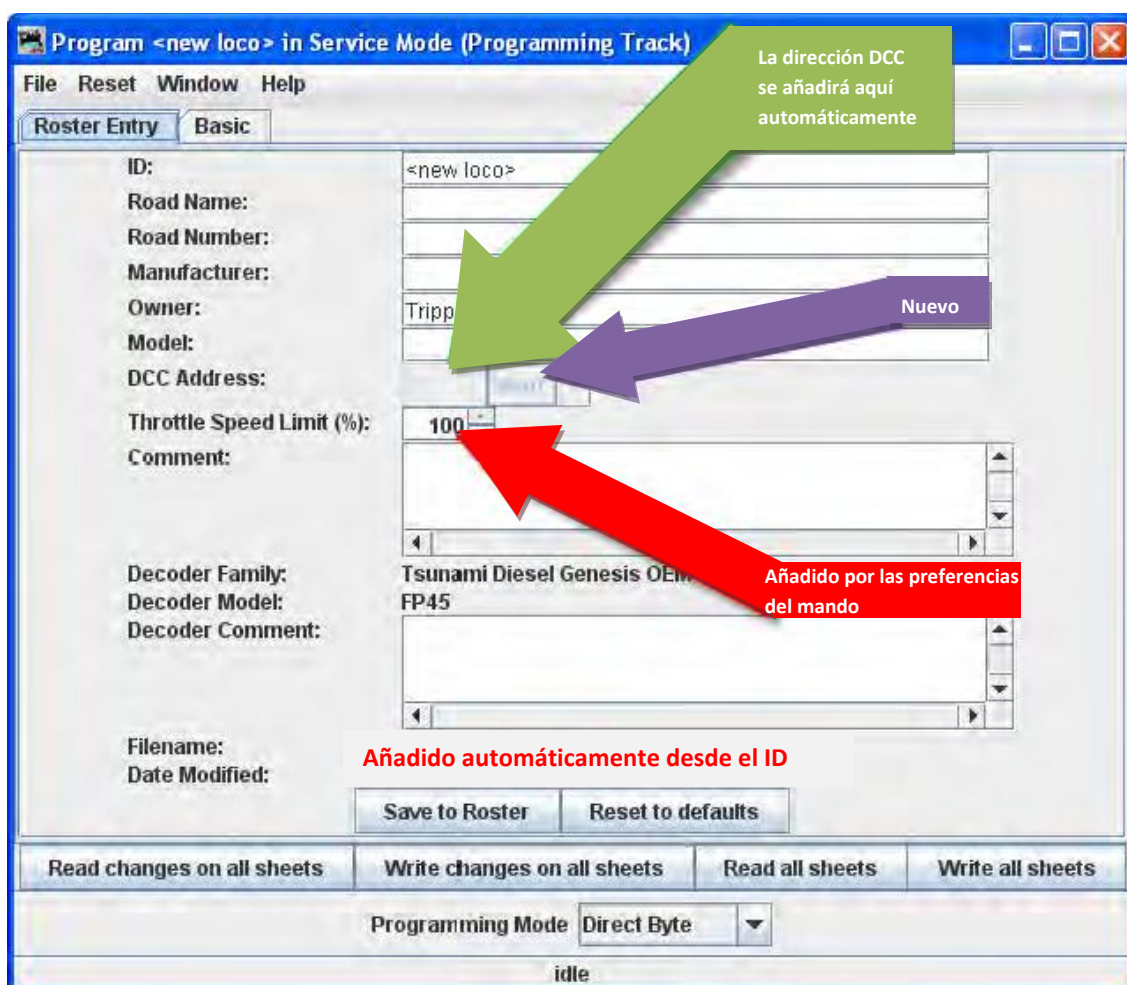 Program <new loco> in Service Mode (Programming Track)
La dirección DCC
se añadirá aquí
automáticamente
File Reset Window Help
Roster Entry Basic
ID: <new loco>
Road Name:
Road Number:
Manufacturer:
Owner: Tripp
Nuevo
Model:
DCC Address:
Throttle Speed Limit (%): 100
Comment:
Decoder Family: Tsunami Diesel Genesis OEM
Añadido por las preferencias
del mando
Decoder Model: FP45
Decoder Comment:
Filename:
Añadido automáticamente desde el ID
Date Modified:
Save to Roster Reset to defaults
Read changes on all sheets Write changes on all sheets Read all sheets Write all sheets
Programming Mode Direct Byte
idle